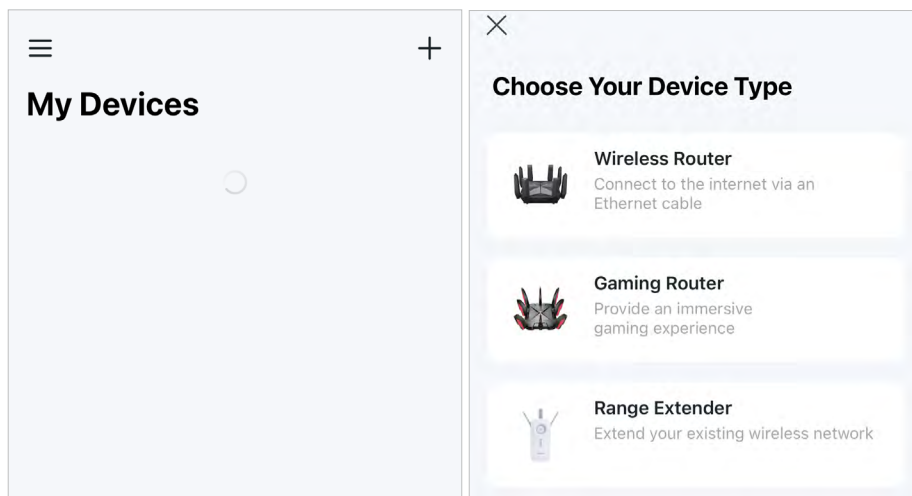 My Devices
Choose Your Device Type
Wireless Router
Connect to the internet via an
Ethernet cable
Gaming Router
Provide an immersive
gaming experience
Range Extender
Extend your existing wireless network